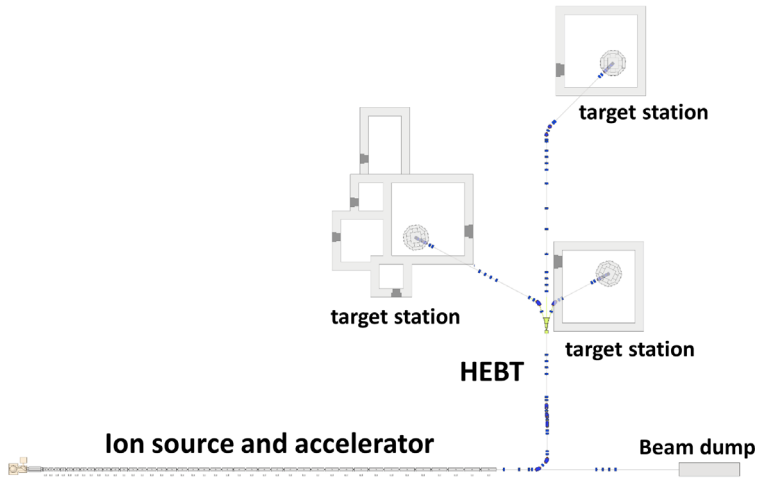 target station
target station
target station
HEBT
Ion source and accelerator
Beam dump